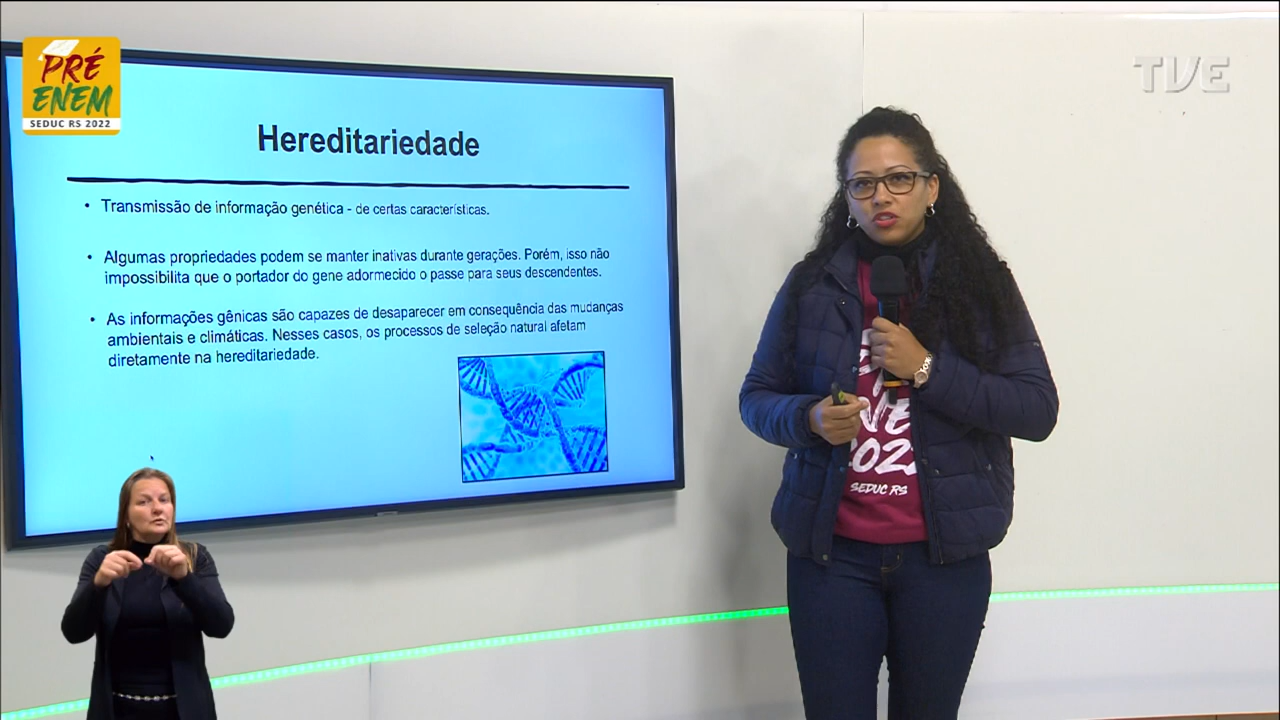 PRÉ
ENEM
SEDUC RS 2022
TVE
Hereditariedade
• Transmissão de informação genética - de certas características.
• Algumas propriedades podem se manter inativas durante gerações. Porém, isso não
impossibilita que o portador do gene adormecido o passe para seus descendentes.
• As informações gênicas são capazes de desaparecer em consequência das mudanças
ambientais e climáticas. Nesses casos, os processos de seleção natural afetam
diretamente na hereditariedade.
2022
SEDUC RS